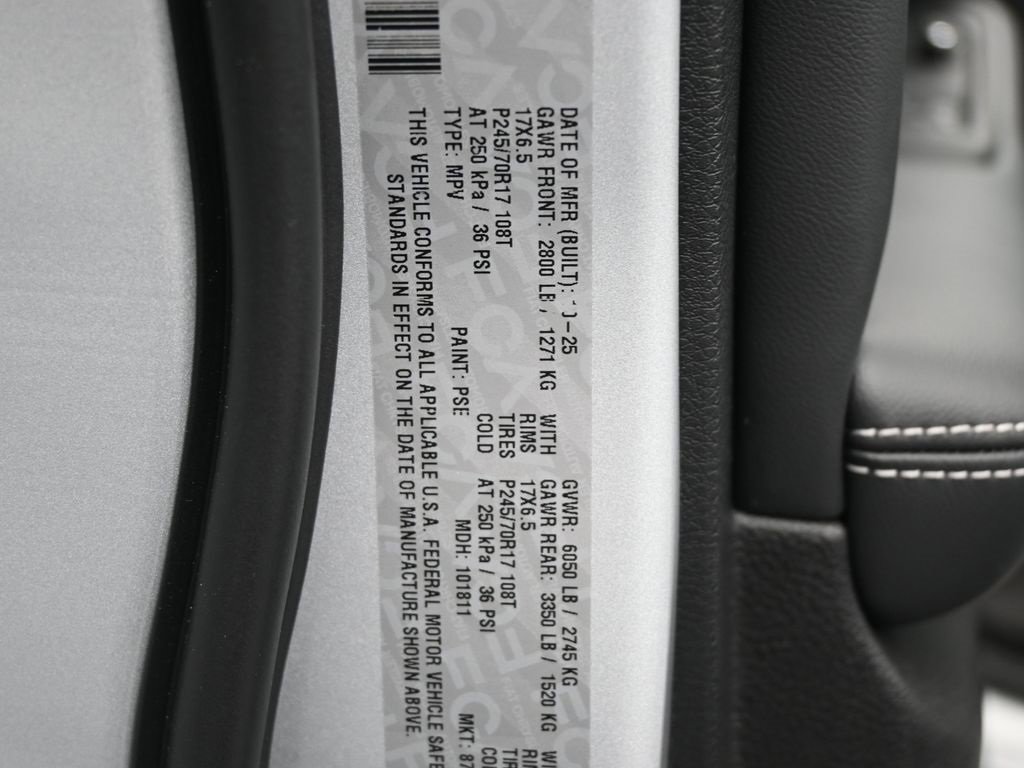 DATE OF MFR (BUILT): -25 GVWR: 6050 LB / 2745 KG
GAWR FRONT: 2800 LB, 1271 KG WITH GAWR REAR: 3350 LB / 1520 KG
17X6.5 RIMS 17X6.5
P245/70R17 108T TIRES P245/70R17 108T
AT 250 kPa / 36 PSI COLD AT 250 kPa / 36 PSI
TYPE: MPV PAINT: PSE MDH: 101811 MKT: 87
THIS VEHICLE CONFORMS TO ALL APPLICABLE U.S.A. FEDERAL MOTOR VEHICLE
STANDARDS IN EFFECT ON THE DATE OF MANUFACTURE SHOWN ABOVE.